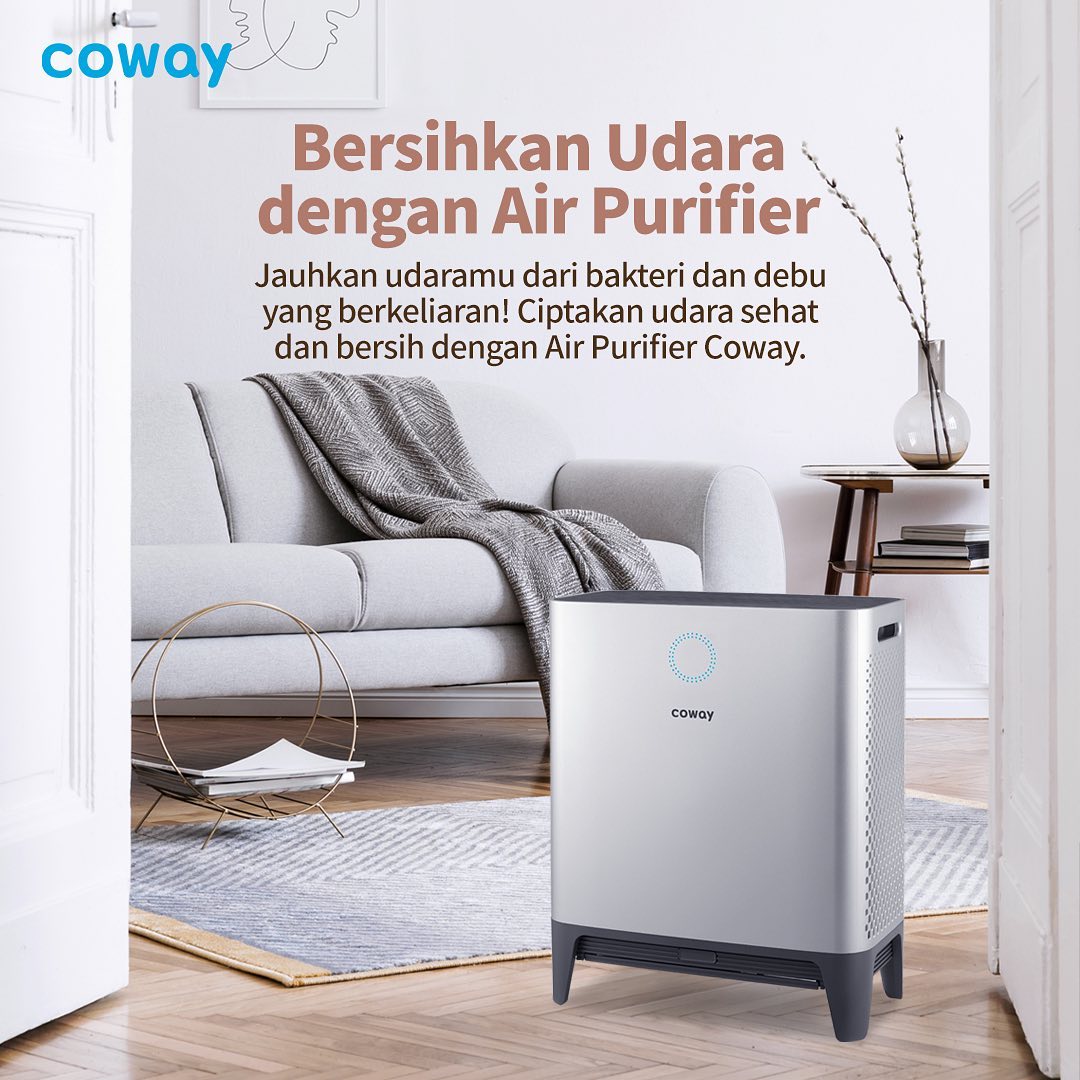 coway
Bersihkan Udara
dengan Air Purifier
Jauhkan udaramu dari bakteri dan debu
yang berkeliaran! Ciptakan udara sehat
dan bersih dengan Air Purifier Coway.
coway